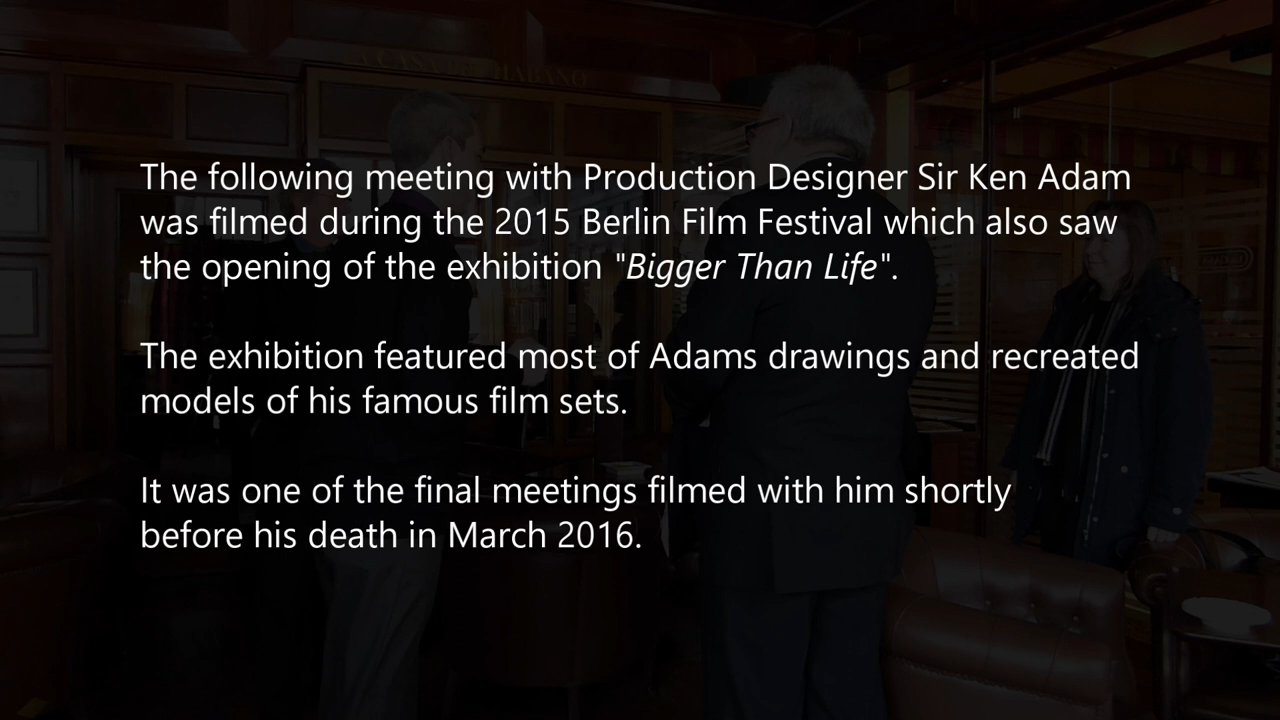 The following meeting with Production Designer Sir Ken Adam
was filmed during the 2015 Berlin Film Festival which also saw
the opening of the exhibition "Bigger Than Life".
The exhibition featured most of Adams drawings and recreated
models of his famous film sets.
It was one of the final meetings filmed with him shortly
before his death in March 2016.